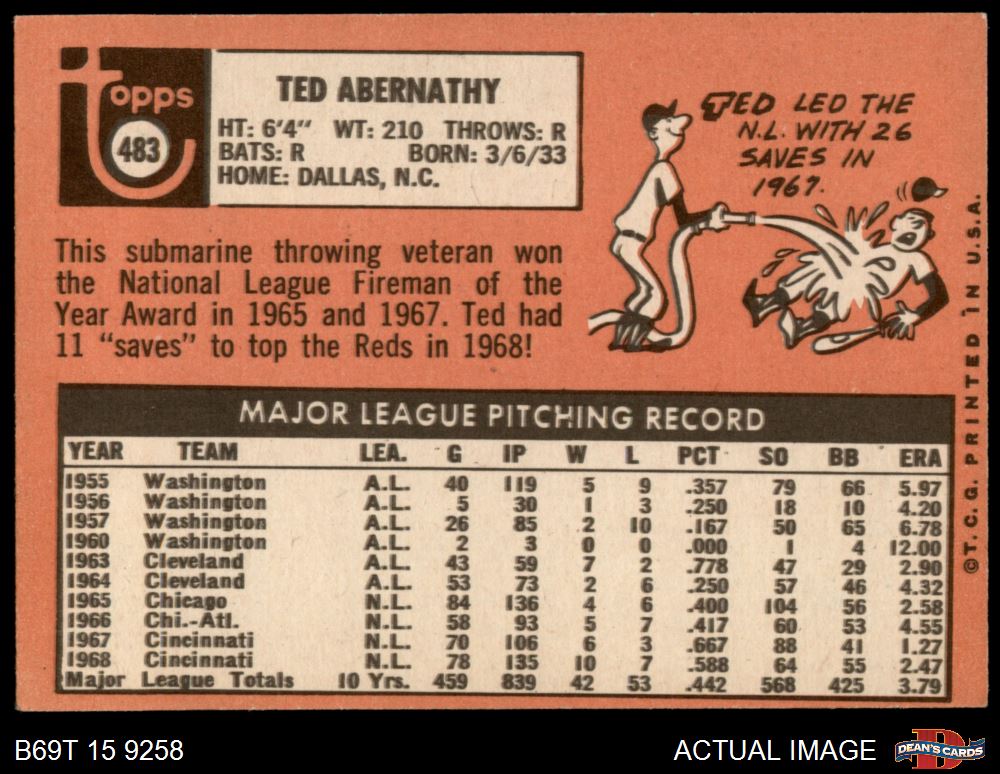 topps
483
TED ABERNATHY
HT: 6'4" WT: 210 THROWS: R
BATS: R BORN: 3/6/33
HOME: DALLAS, N.C.
TED LED THE
N.L. WITH 26
SAVES IN
1967.
This submarine throwing veteran won
the National League Fireman of the
Year Award in 1965 and 1967. Ted had
11 "saves" to top the Reds in 1968!
MAJOR LEAGUE PITCHING RECORD
YEAR TEAM LEA. G IP W L PCT SO BB ERA
1955 Washington A.L. 40 119 5 9 .357 79 66 5.97
1956 Washington A.L. 5 30 1 3 .250 18 10 4.20
1957 Washington A.L. 26 85 2 10 .167 50 65 6.78
1960 Washington A.L. 2 3 0 0 .000 1 4 12.00
1963 Cleveland A.L. 43 59 7 2 .778 47 29 2.90
1964 Cleveland A.L. 53 73 2 6 .250 57 46 4.32
1965 Chicago N.L. 84 136 4 6 .400 104 56 2.58
1966 Chi.-Atl. N.L. 58 93 5 7 .417 60 53 4.55
1967 Cincinnati N.L. 70 106 6 3 .667 88 41 1.27
1968 Cincinnati N.L. 78 135 10 7 .588 64 55 2.47
Major League Totals 10 Yrs. 459 839 42 53 .442 568 425 3.79
©T.C.G. PRINTED IN U.S.A.
B69T 15 9258
ACTUAL IMAGE
D
DEAN'S CARDS